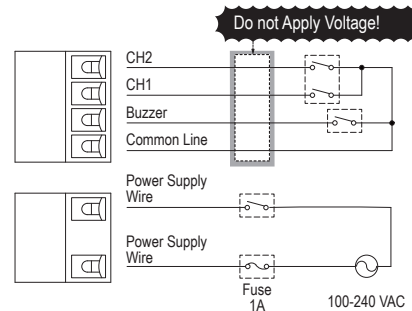 Do not Apply Voltage!
CH2
CH1
Buzzer
Common Line
Power Supply
Wire
Power Supply
Wire
Fuse
1A
100-240 VAC